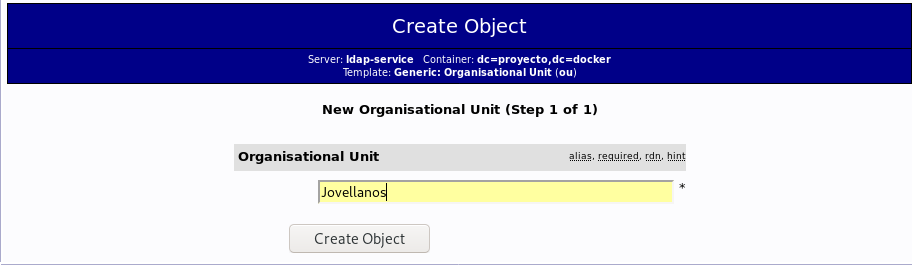 Create Object
Server: ldap-service Container: dc=proyecto,dc=docker
Template: Generic: Organisational Unit (ou)
New Organisational Unit (Step 1 of 1)
Organisational Unit alias, required, rdn, hint
Jovellanos *
Create Object